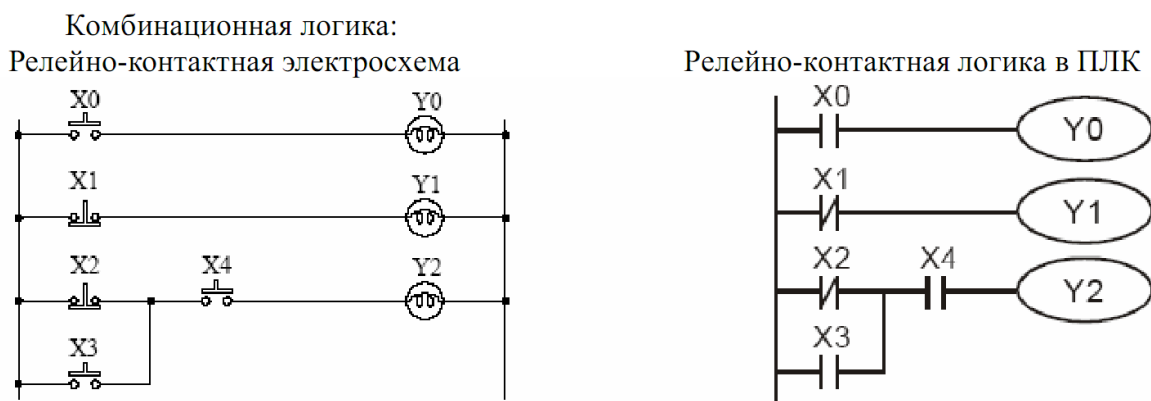 Комбинационная логика:
Релейно-контактная электросхема
X0
Y0
X1
Y1
X2
X4
Y2
X3
Релейно-контактная логика в ПЛК
X0
Y0
X1
Y1
X2
X4
Y2
X3